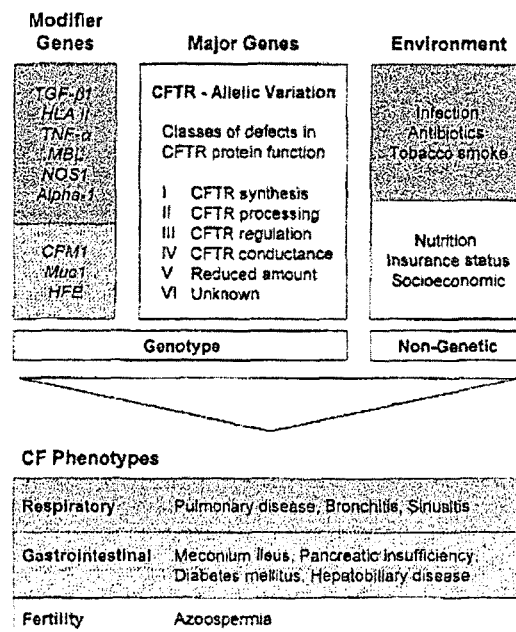 Modifier
Genes
TGF-β1
HLA II
TNF-α
MBL
NOS1
Alpha-1
CFM1
Muc1
HFE
Major Genes
CFTR - Allelic Variation
Classes of defects in
CFTR protein function
I CFTR synthesis
II CFTR processing
III CFTR regulation
IV CFTR conductance
V Reduced amount
VI Unknown
Environment
Infection
Antibiotics
Tobacco smoke
Nutrition
Insurance status
Socioeconomic
Genotype
Non-Genetic
CF Phenotypes
Respiratory Pulmonary disease, Bronchitis, Sinusitis
Gastrointestinal Meconium ileus, Pancreatic insufficiency,
Diabetes mellitus, Hepatobiliary disease
Fertility Azoospermia